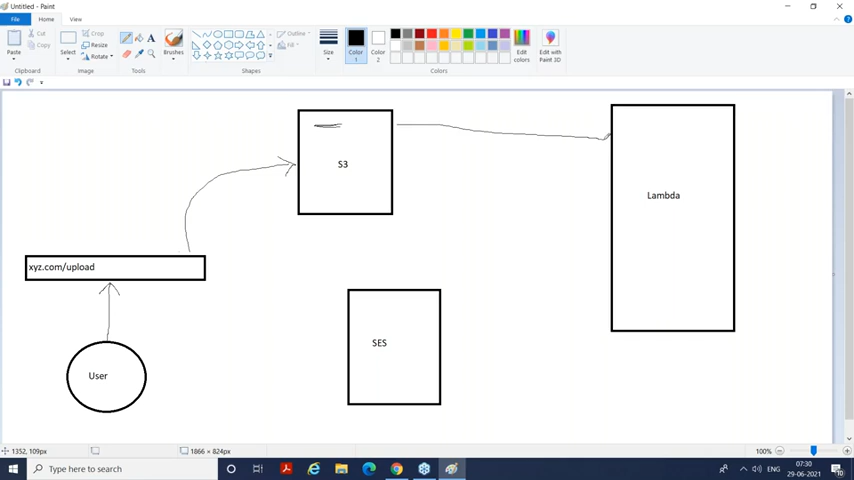 Untitled - Paint
File
Home
View
Paste
Cut
Copy
Clipboard
Select
Crop
Resize
Rotate
Image
A
Tools
Brushes
Shapes
Outline
Fill
Size
Color
1
Color
2
Colors
Edit
colors
Edit with
Paint 3D
S3
Lambda
xyz.com/upload
SES
User
1352, 109px
1866 × 824px
100%
Type here to search
ENG
07:30
29-06-2021
10